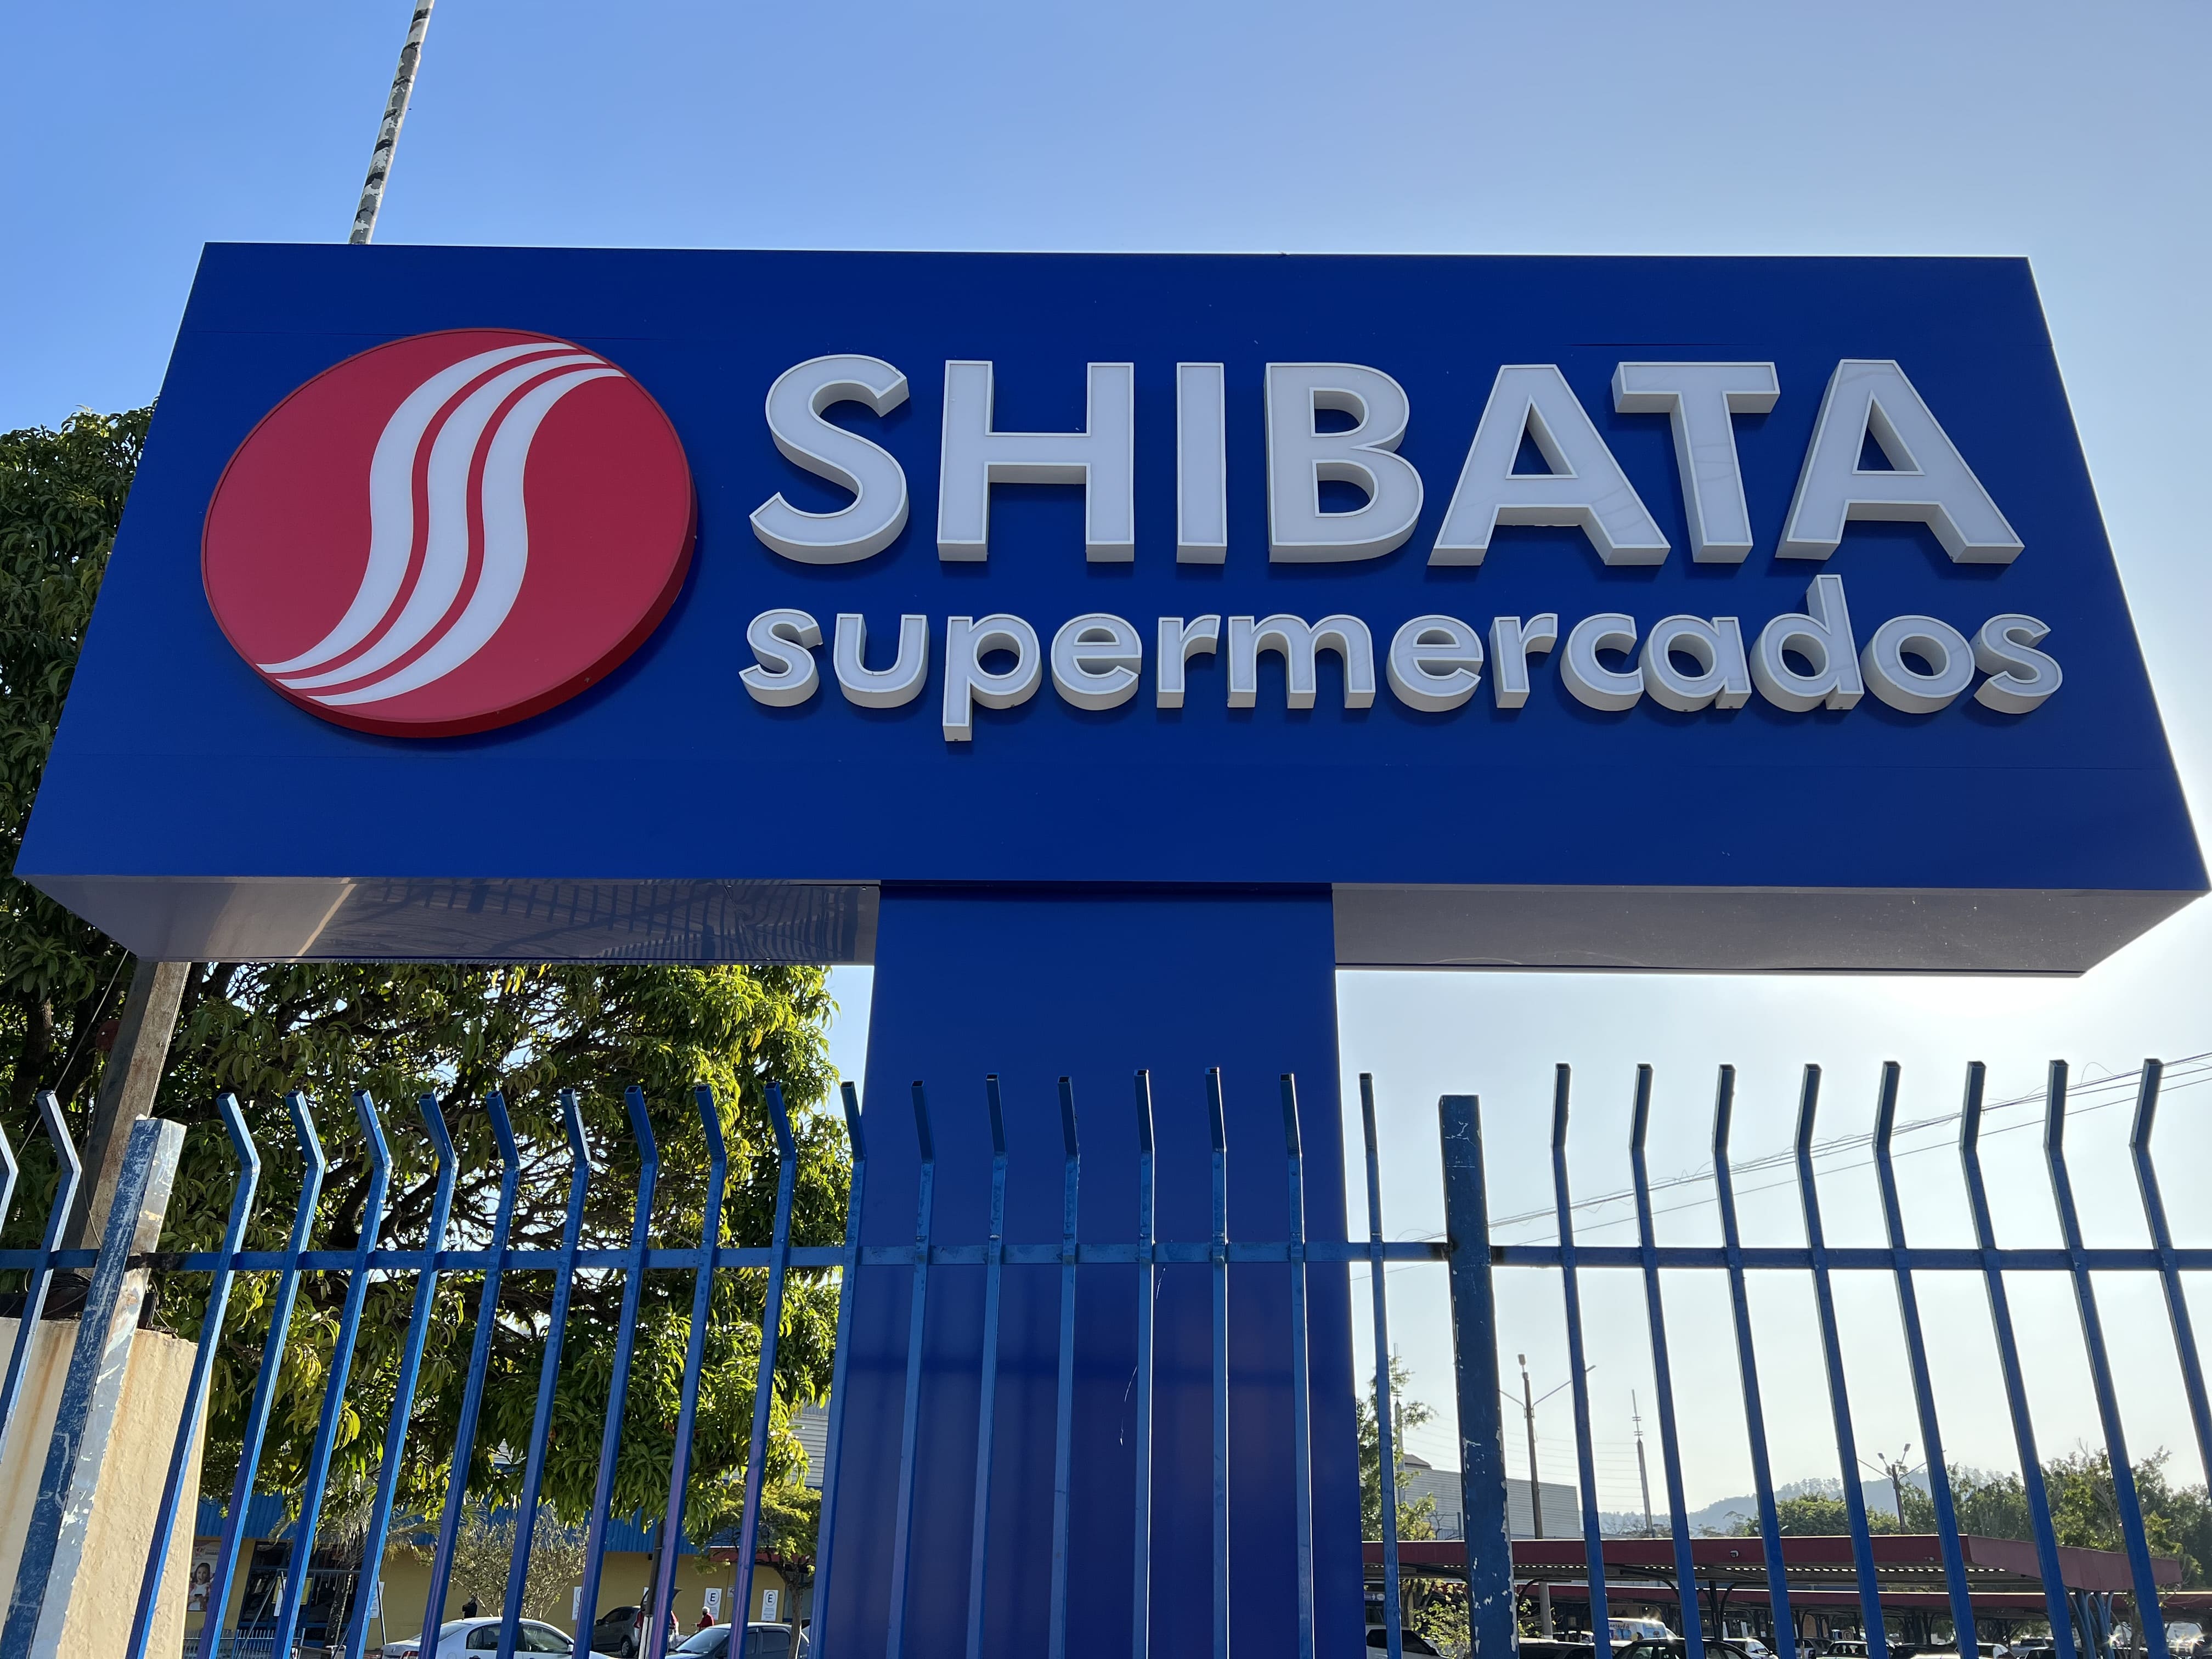 SHIBATA
supermercados
E
E